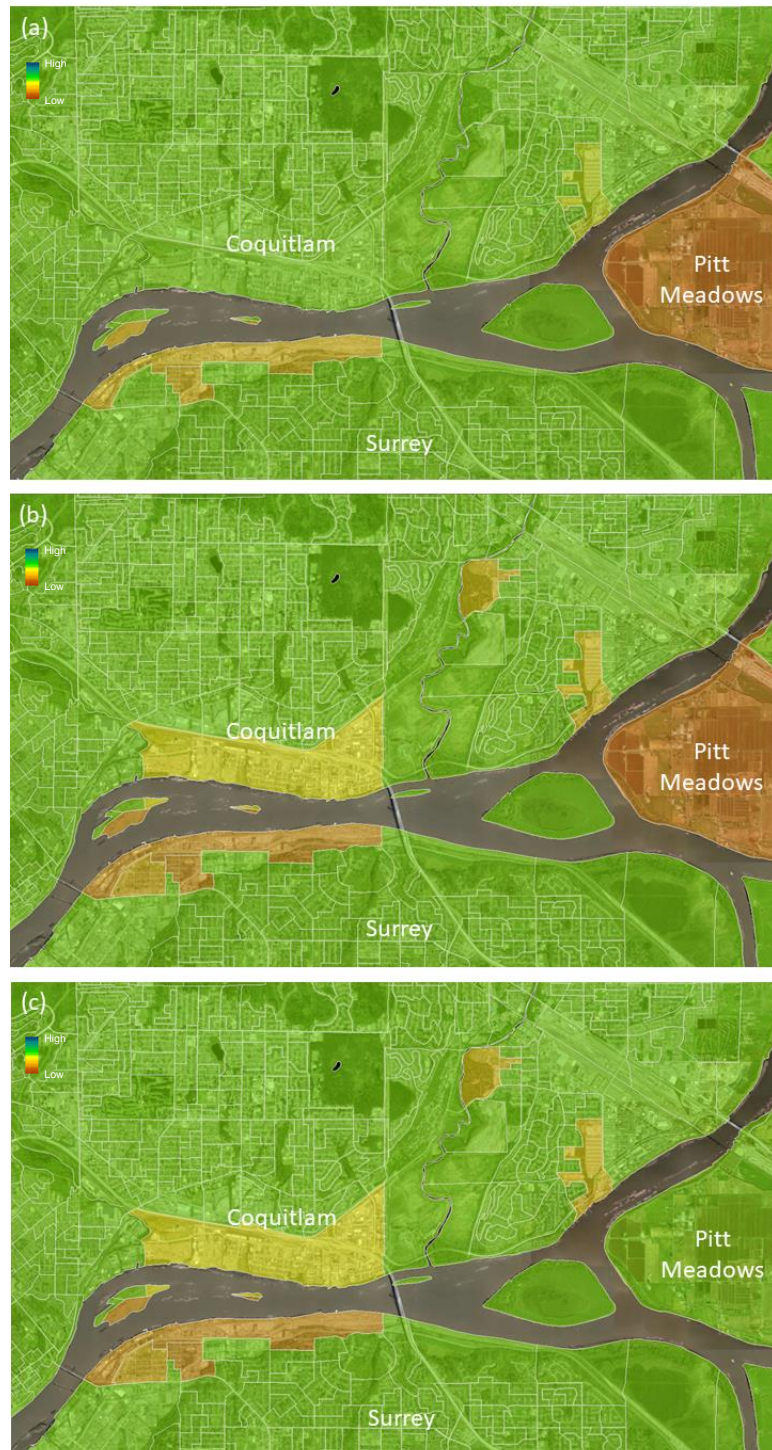 (a)
High
Low
Coquitlam
Pitt
Meadows
Surrey
(b)
High
Low
Coquitlam
Pitt
Meadows
Surrey
(c)
High
Low
Coquitlam
Pitt
Meadows
Surrey